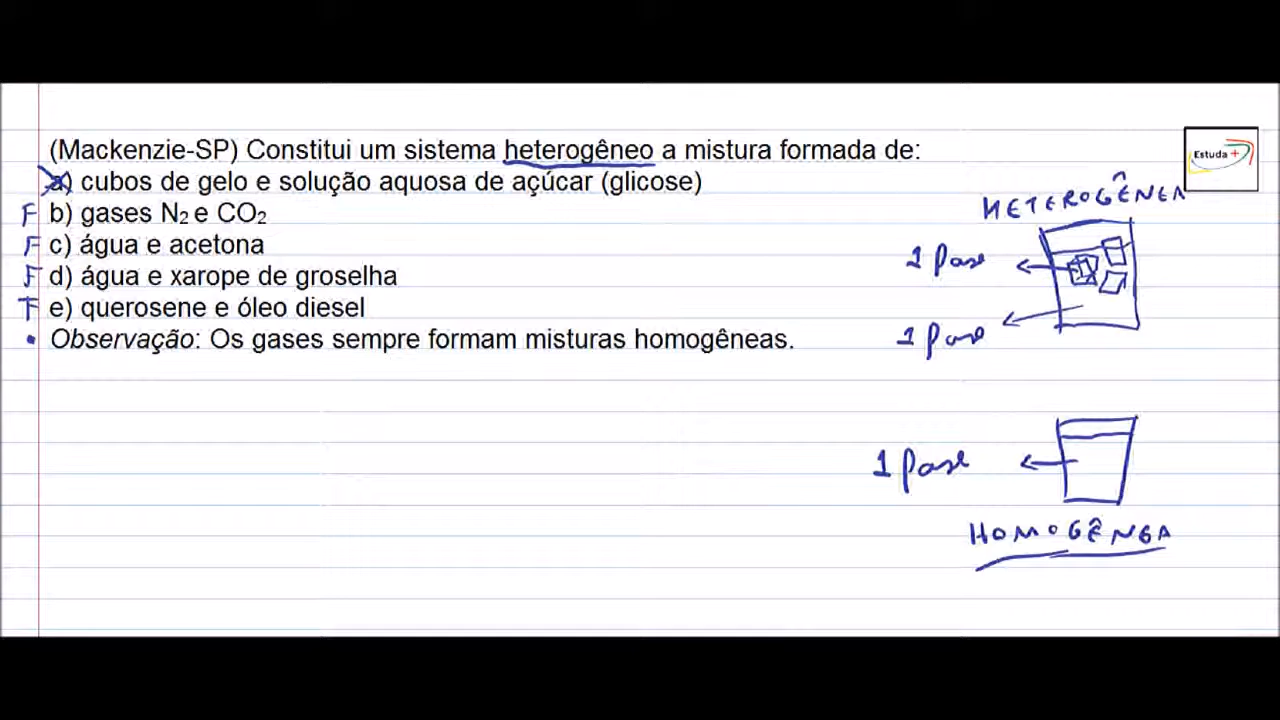 (Mackenzie-SP) Constitui um sistema heterogêneo a mistura formada de:
a) cubos de gelo e solução aquosa de açúcar (glicose)
F b) gases N₂ e CO₂
F c) água e acetona
F d) água e xarope de groselha
F e) querosene e óleo diesel
• Observação: Os gases sempre formam misturas homogêneas.
Estuda +
HETEROGÊNEA
1 fase
1 fase
1 fase
HOMOGÊNEA